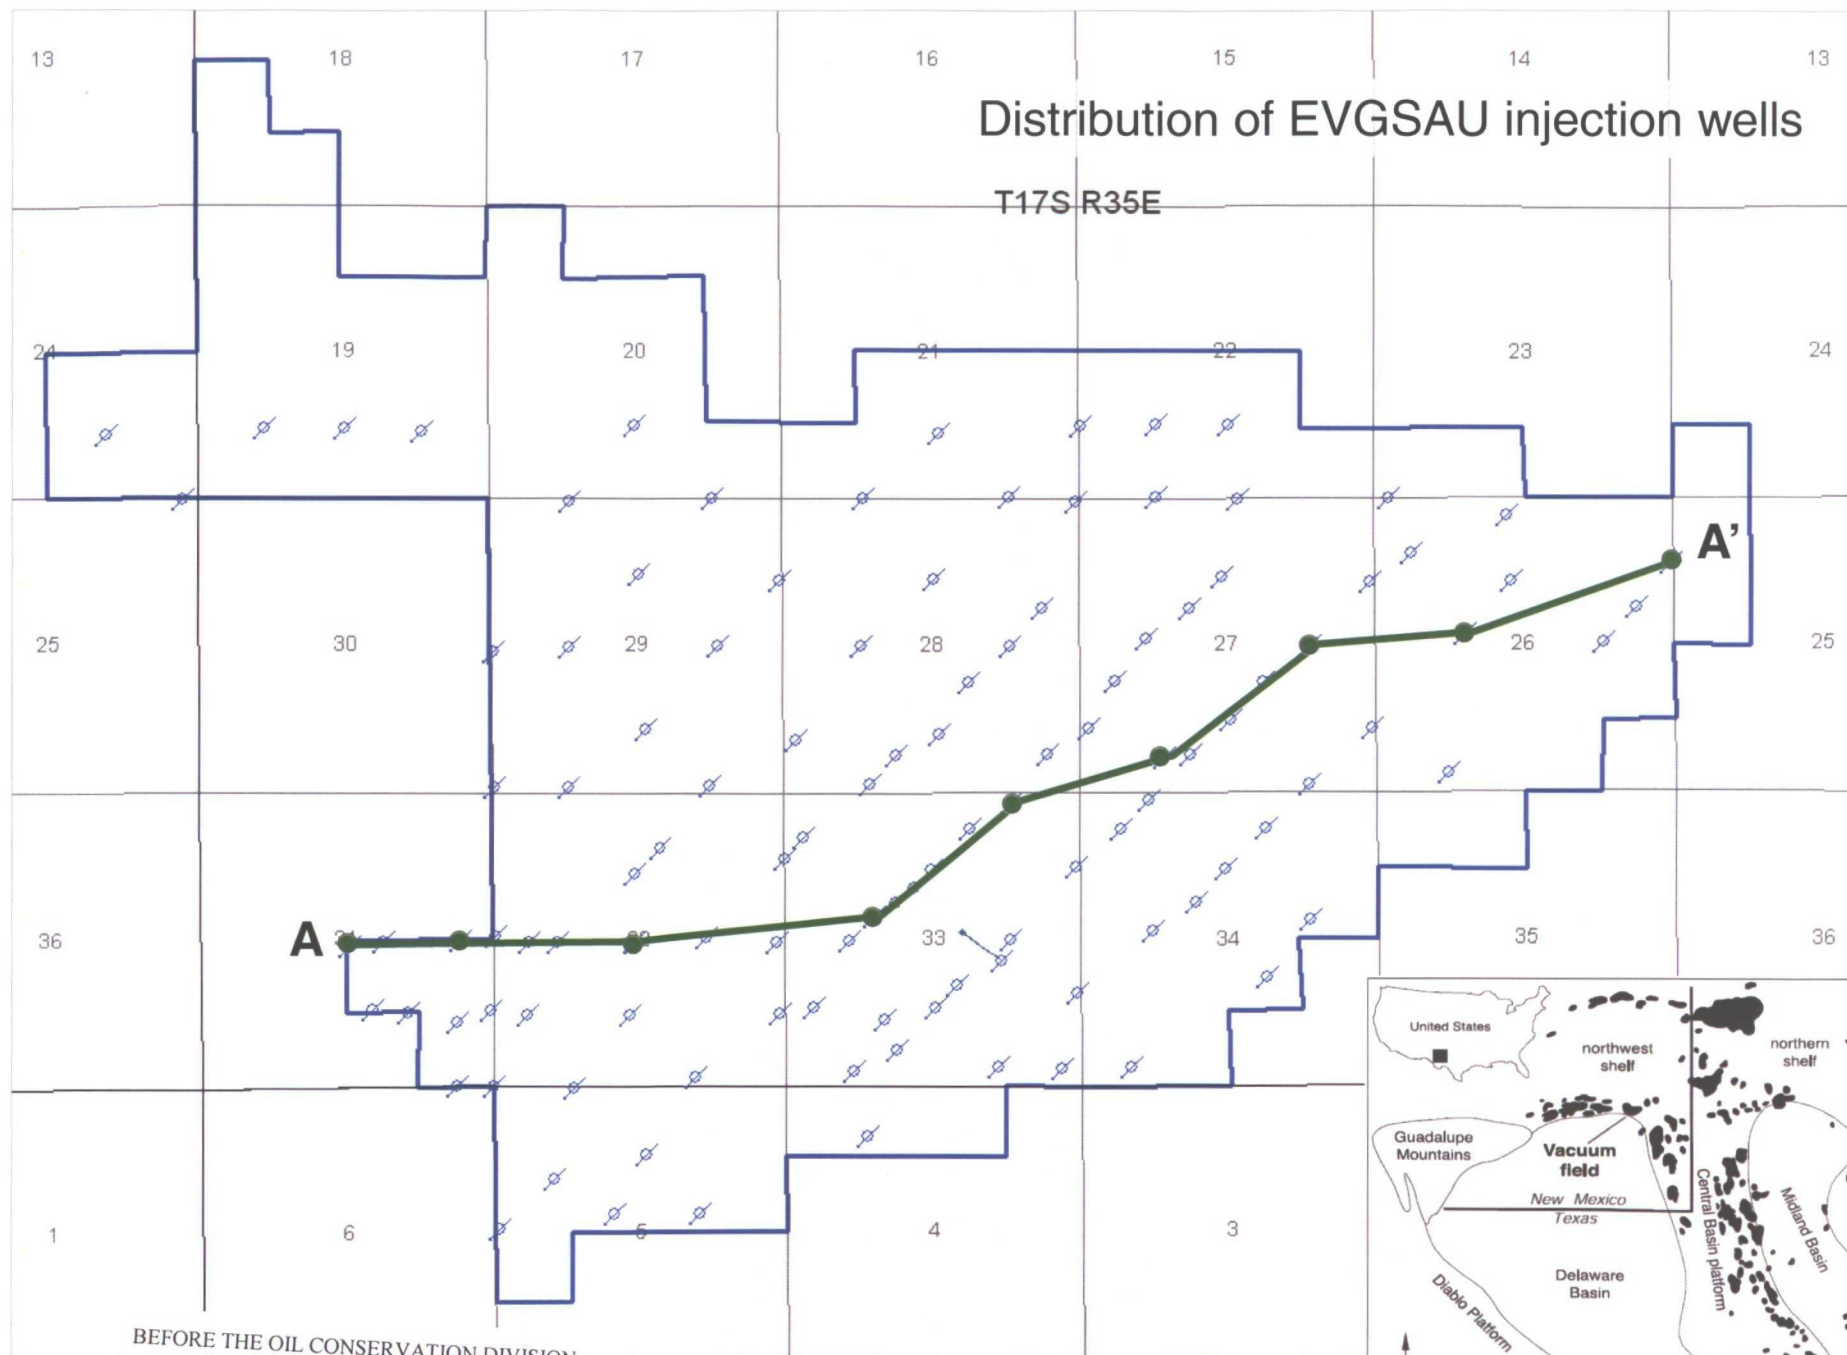 13 18 17 16 15 14 13
Distribution of EVGSAU injection wells
T17S R35E
24 19 20 21 22 23 24
A'
25 30 29 28 27 26 25
A
36 31 32 33 34 35 36
1 6 5 4 3
United States
northwest
shelf
northern
shelf
Guadalupe
Mountains
Vacuum
field
New Mexico
Texas
Central Basin platform
Midland Basin
Delaware
Basin
Diablo Platform
BEFORE THE OIL CONSERVATION DIVISION